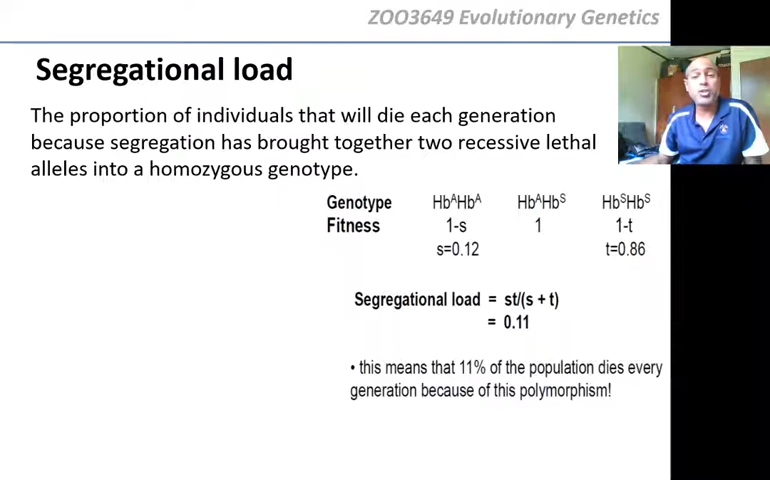 ZOO3649 Evolutionary Genetics
Segregational load
The proportion of individuals that will die each generation
because segregation has brought together two recessive lethal
alleles into a homozygous genotype.
Genotype HbᴬHbᴬ HbᴬHbˢ HbˢHbˢ
Fitness 1-s 1 1-t
s=0.12 t=0.86
Segregational load = st/(s + t)
= 0.11
• this means that 11% of the population dies every
generation because of this polymorphism!